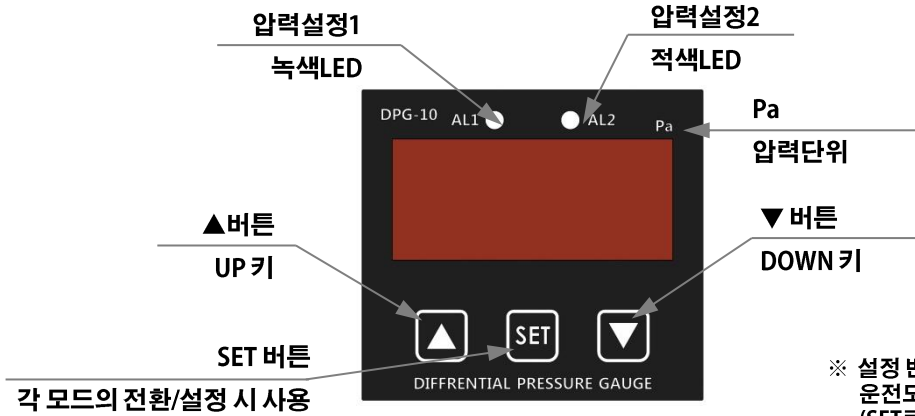 압력설정1
녹색LED
압력설정2
적색LED
DPG-10
AL1
AL2
Pa
Pa
압력단위
▲버튼
UP 키
▼ 버튼
DOWN 키
SET
SET 버튼
각 모드의 전환/설정 시 사용
DIFFRENTIAL PRESSURE GAUGE
※ 설정
운전모